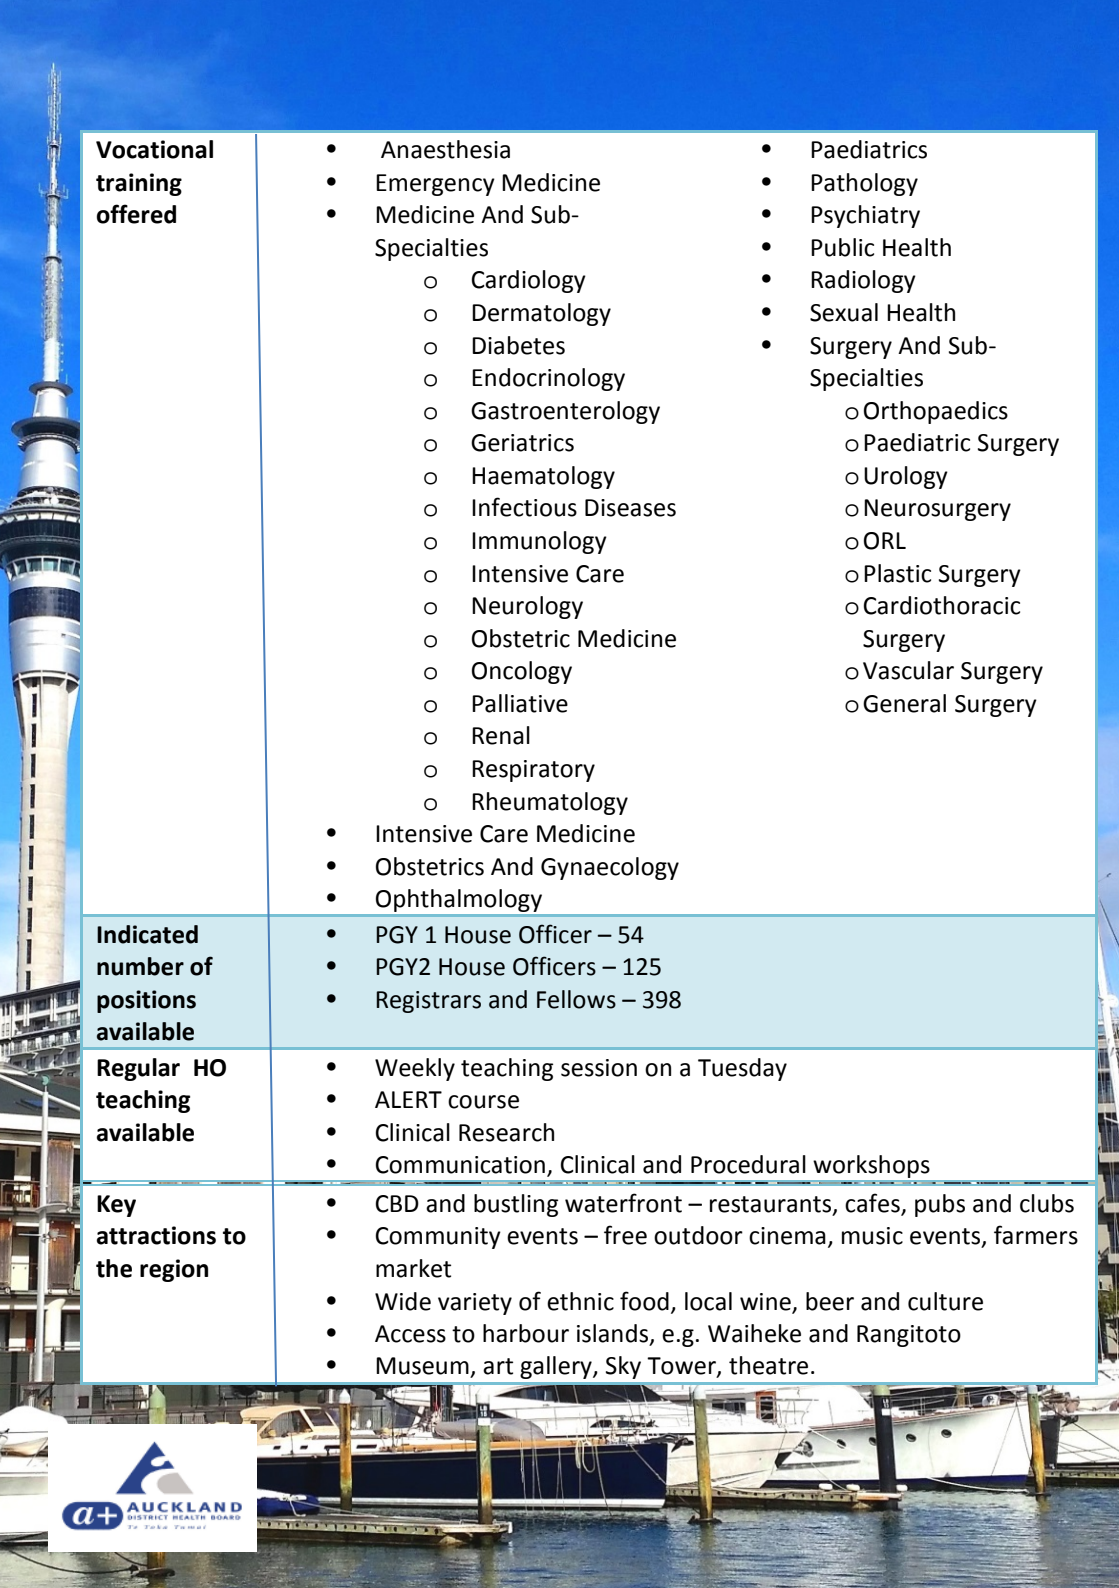 Vocational
training
offered
• Anaesthesia
• Emergency Medicine
• Medicine And Sub-
Specialties
o Cardiology
o Dermatology
o Diabetes
o Endocrinology
o Gastroenterology
o Geriatrics
o Haematology
o Infectious Diseases
o Immunology
o Intensive Care
o Neurology
o Obstetric Medicine
o Oncology
o Palliative
o Renal
o Respiratory
o Rheumatology
• Intensive Care Medicine
• Obstetrics And Gynaecology
• Ophthalmology
• Paediatrics
• Pathology
• Psychiatry
• Public Health
• Radiology
• Sexual Health
• Surgery And Sub-
Specialties
o Orthopaedics
o Paediatric Surgery
o Urology
o Neurosurgery
o ORL
o Plastic Surgery
o Cardiothoracic
Surgery
o Vascular Surgery
o General Surgery
Indicated
number of
positions
available
• PGY 1 House Officer – 54
• PGY2 House Officers – 125
• Registrars and Fellows – 398
Regular HO
teaching
available
• Weekly teaching session on a Tuesday
• ALERT course
• Clinical Research
• Communication, Clinical and Procedural workshops
Key
attractions to
the region
• CBD and bustling waterfront – restaurants, cafes, pubs and clubs
• Community events – free outdoor cinema, music events, farmers
market
• Wide variety of ethnic food, local wine, beer and culture
• Access to harbour islands, e.g. Waiheke and Rangitoto
• Museum, art gallery, Sky Tower, theatre.
a+ AUCKLAND
DISTRICT HEALTH BOARD
Te Toka Tumai